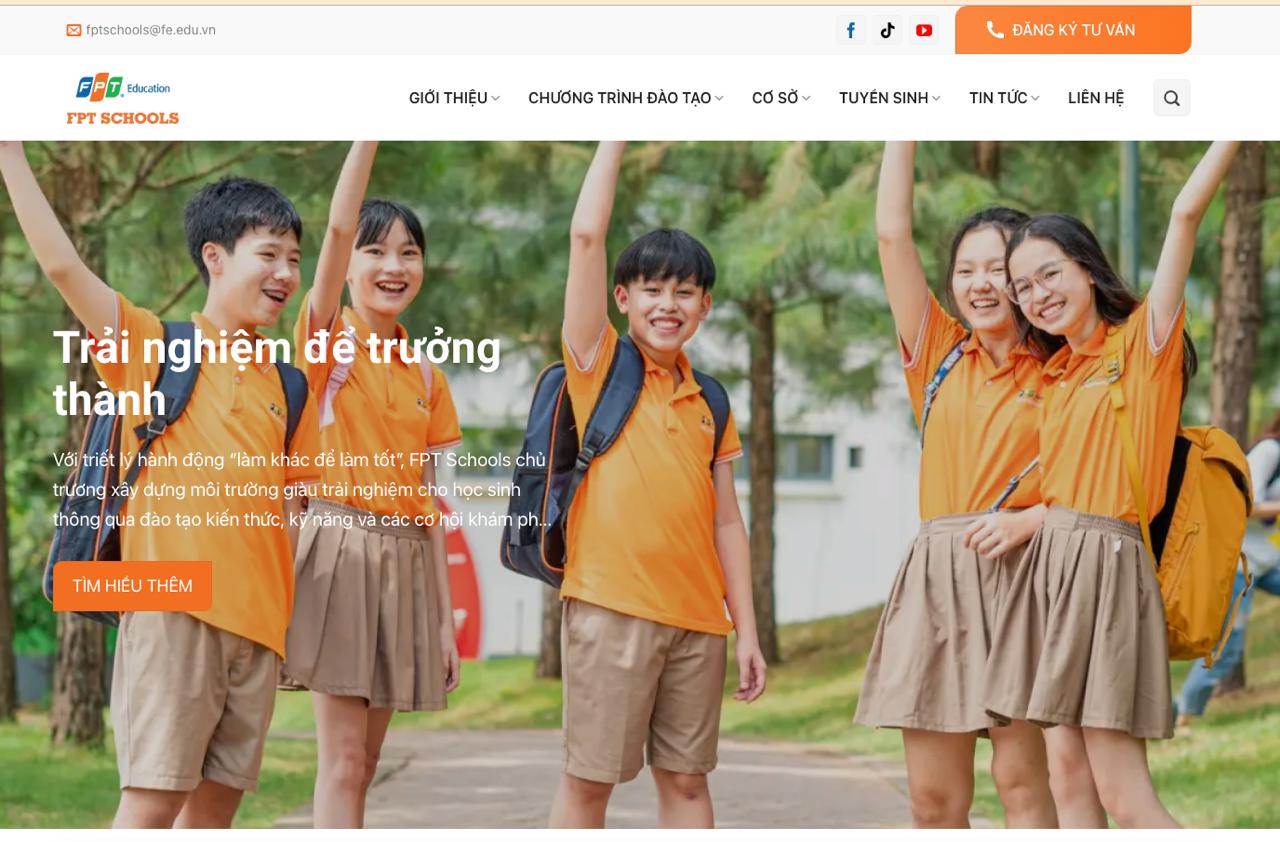 fptschools@fe.edu.vn
ĐĂNG KÝ TƯ VẤN
FPT Education
FPT SCHOOLS
GIỚI THIỆU
CHƯƠNG TRÌNH ĐÀO TẠO
CƠ SỞ
TUYỂN SINH
TIN TỨC
LIÊN HỆ
Trải nghiệm để trưởng
thành
Với triết lý hành động “làm khác để làm tốt”, FPT Schools chủ
trương xây dựng môi trường giàu trải nghiệm cho học sinh
thông qua đào tạo kiến thức, kỹ năng và các cơ hội khám ph...
TÌM HIỂU THÊM